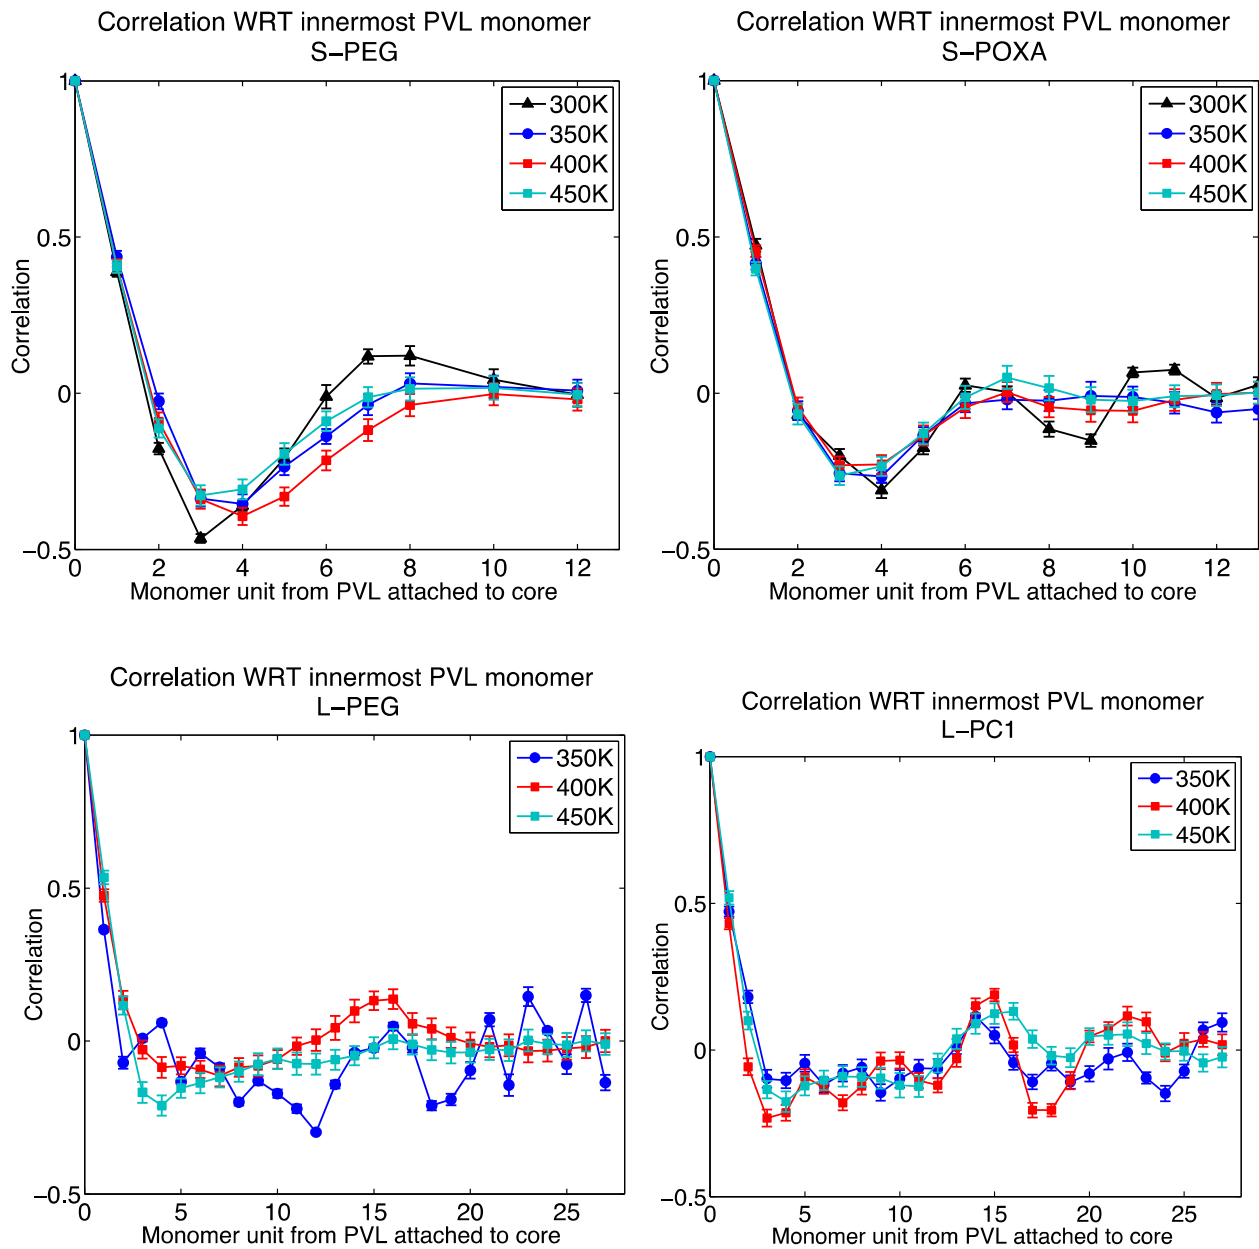 Correlation WRT innermost PVL monomer
S−PEG
1
0.5
0
−0.5
Correlation
0 2 4 6 8 10 12
Monomer unit from PVL attached to core
300K
350K
400K
450K
Correlation WRT innermost PVL monomer
S−POXA
1
0.5
0
−0.5
Correlation
0 2 4 6 8 10 12
Monomer unit from PVL attached to core
300K
350K
400K
450K
Correlation WRT innermost PVL monomer
L−PEG
1
0.5
0
−0.5
Correlation
0 5 10 15 20 25
Monomer unit from PVL attached to core
350K
400K
450K
Correlation WRT innermost PVL monomer
L−PC1
1
0.5
0
−0.5
Correlation
0 5 10 15 20 25
Monomer unit from PVL attached to core
350K
400K
450K